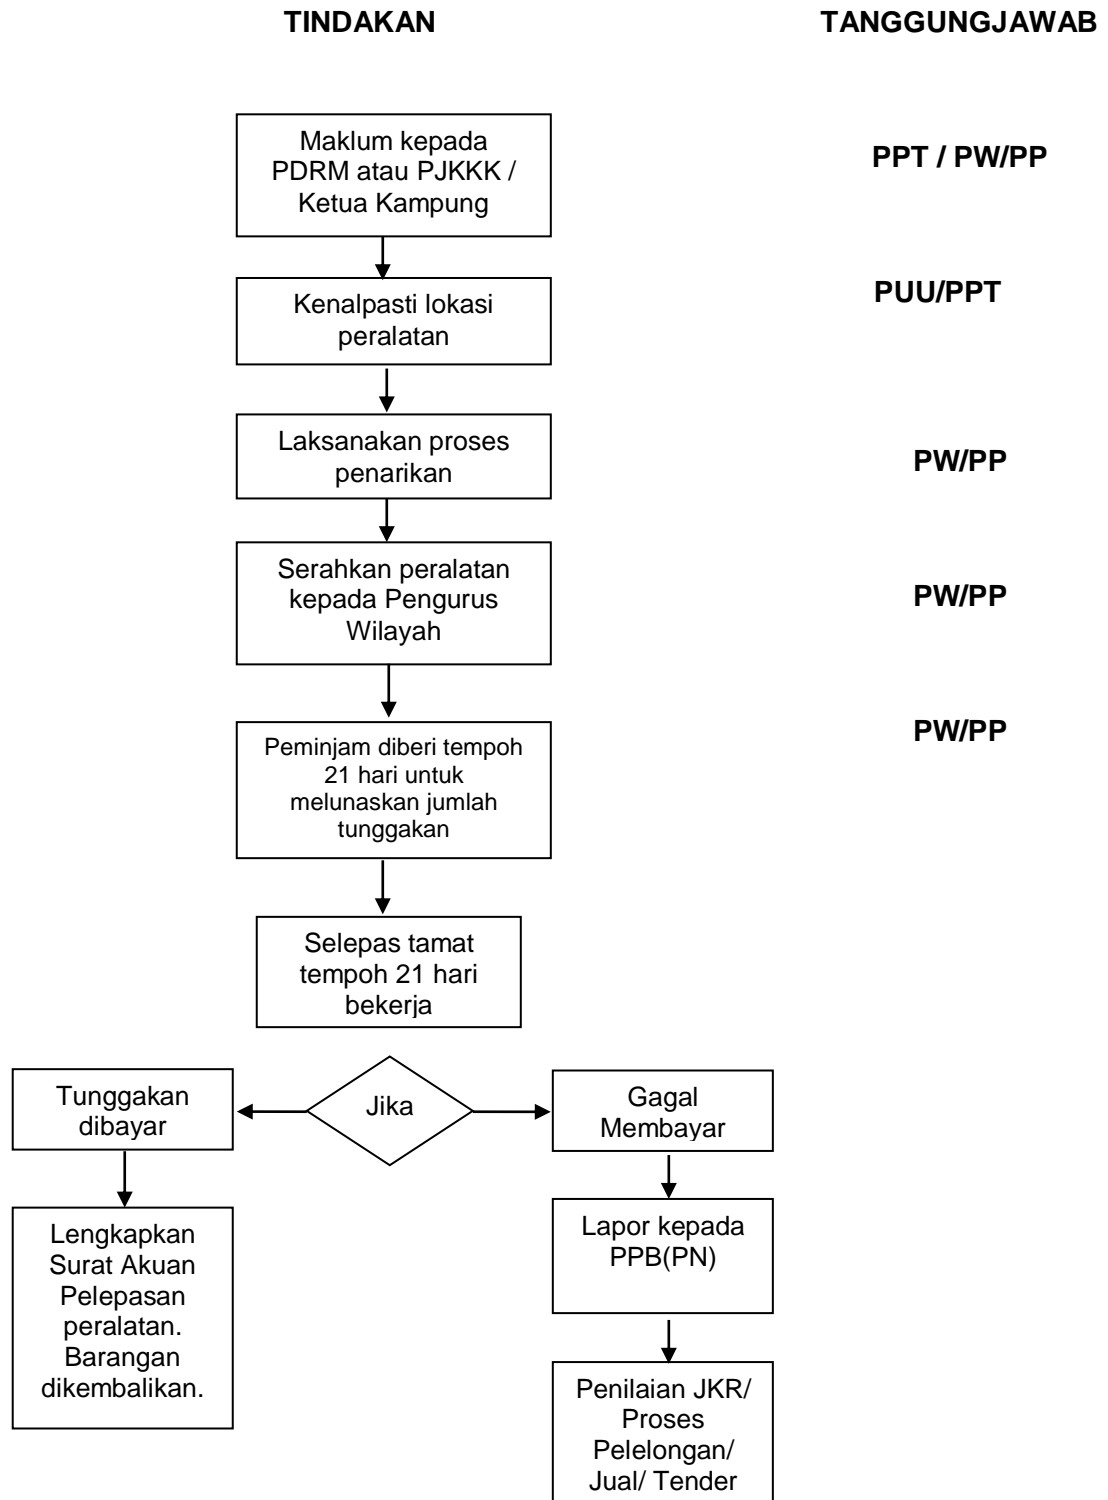 TINDAKAN
TANGGUNGJAWAB
Maklum kepada
PDRM atau PJKKK /
Ketua Kampung
PPT / PW/PP
Kenalpasti lokasi
peralatan
PUU/PPT
Laksanakan proses
penarikan
PW/PP
Serahkan peralatan
kepada Pengurus
Wilayah
PW/PP
Peminjam diberi tempoh
21 hari untuk
melunaskan jumlah
tunggakan
PW/PP
Selepas tamat
tempoh 21 hari
bekerja
Jika
Tunggakan
dibayar
Gagal
Membayar
Lengkapkan
Surat Akuan
Pelepasan
peralatan.
Barangan
dikembalikan.
Lapor kepada
PPB(PN)
Penilaian JKR/
Proses
Pelelongan/
Jual/ Tender